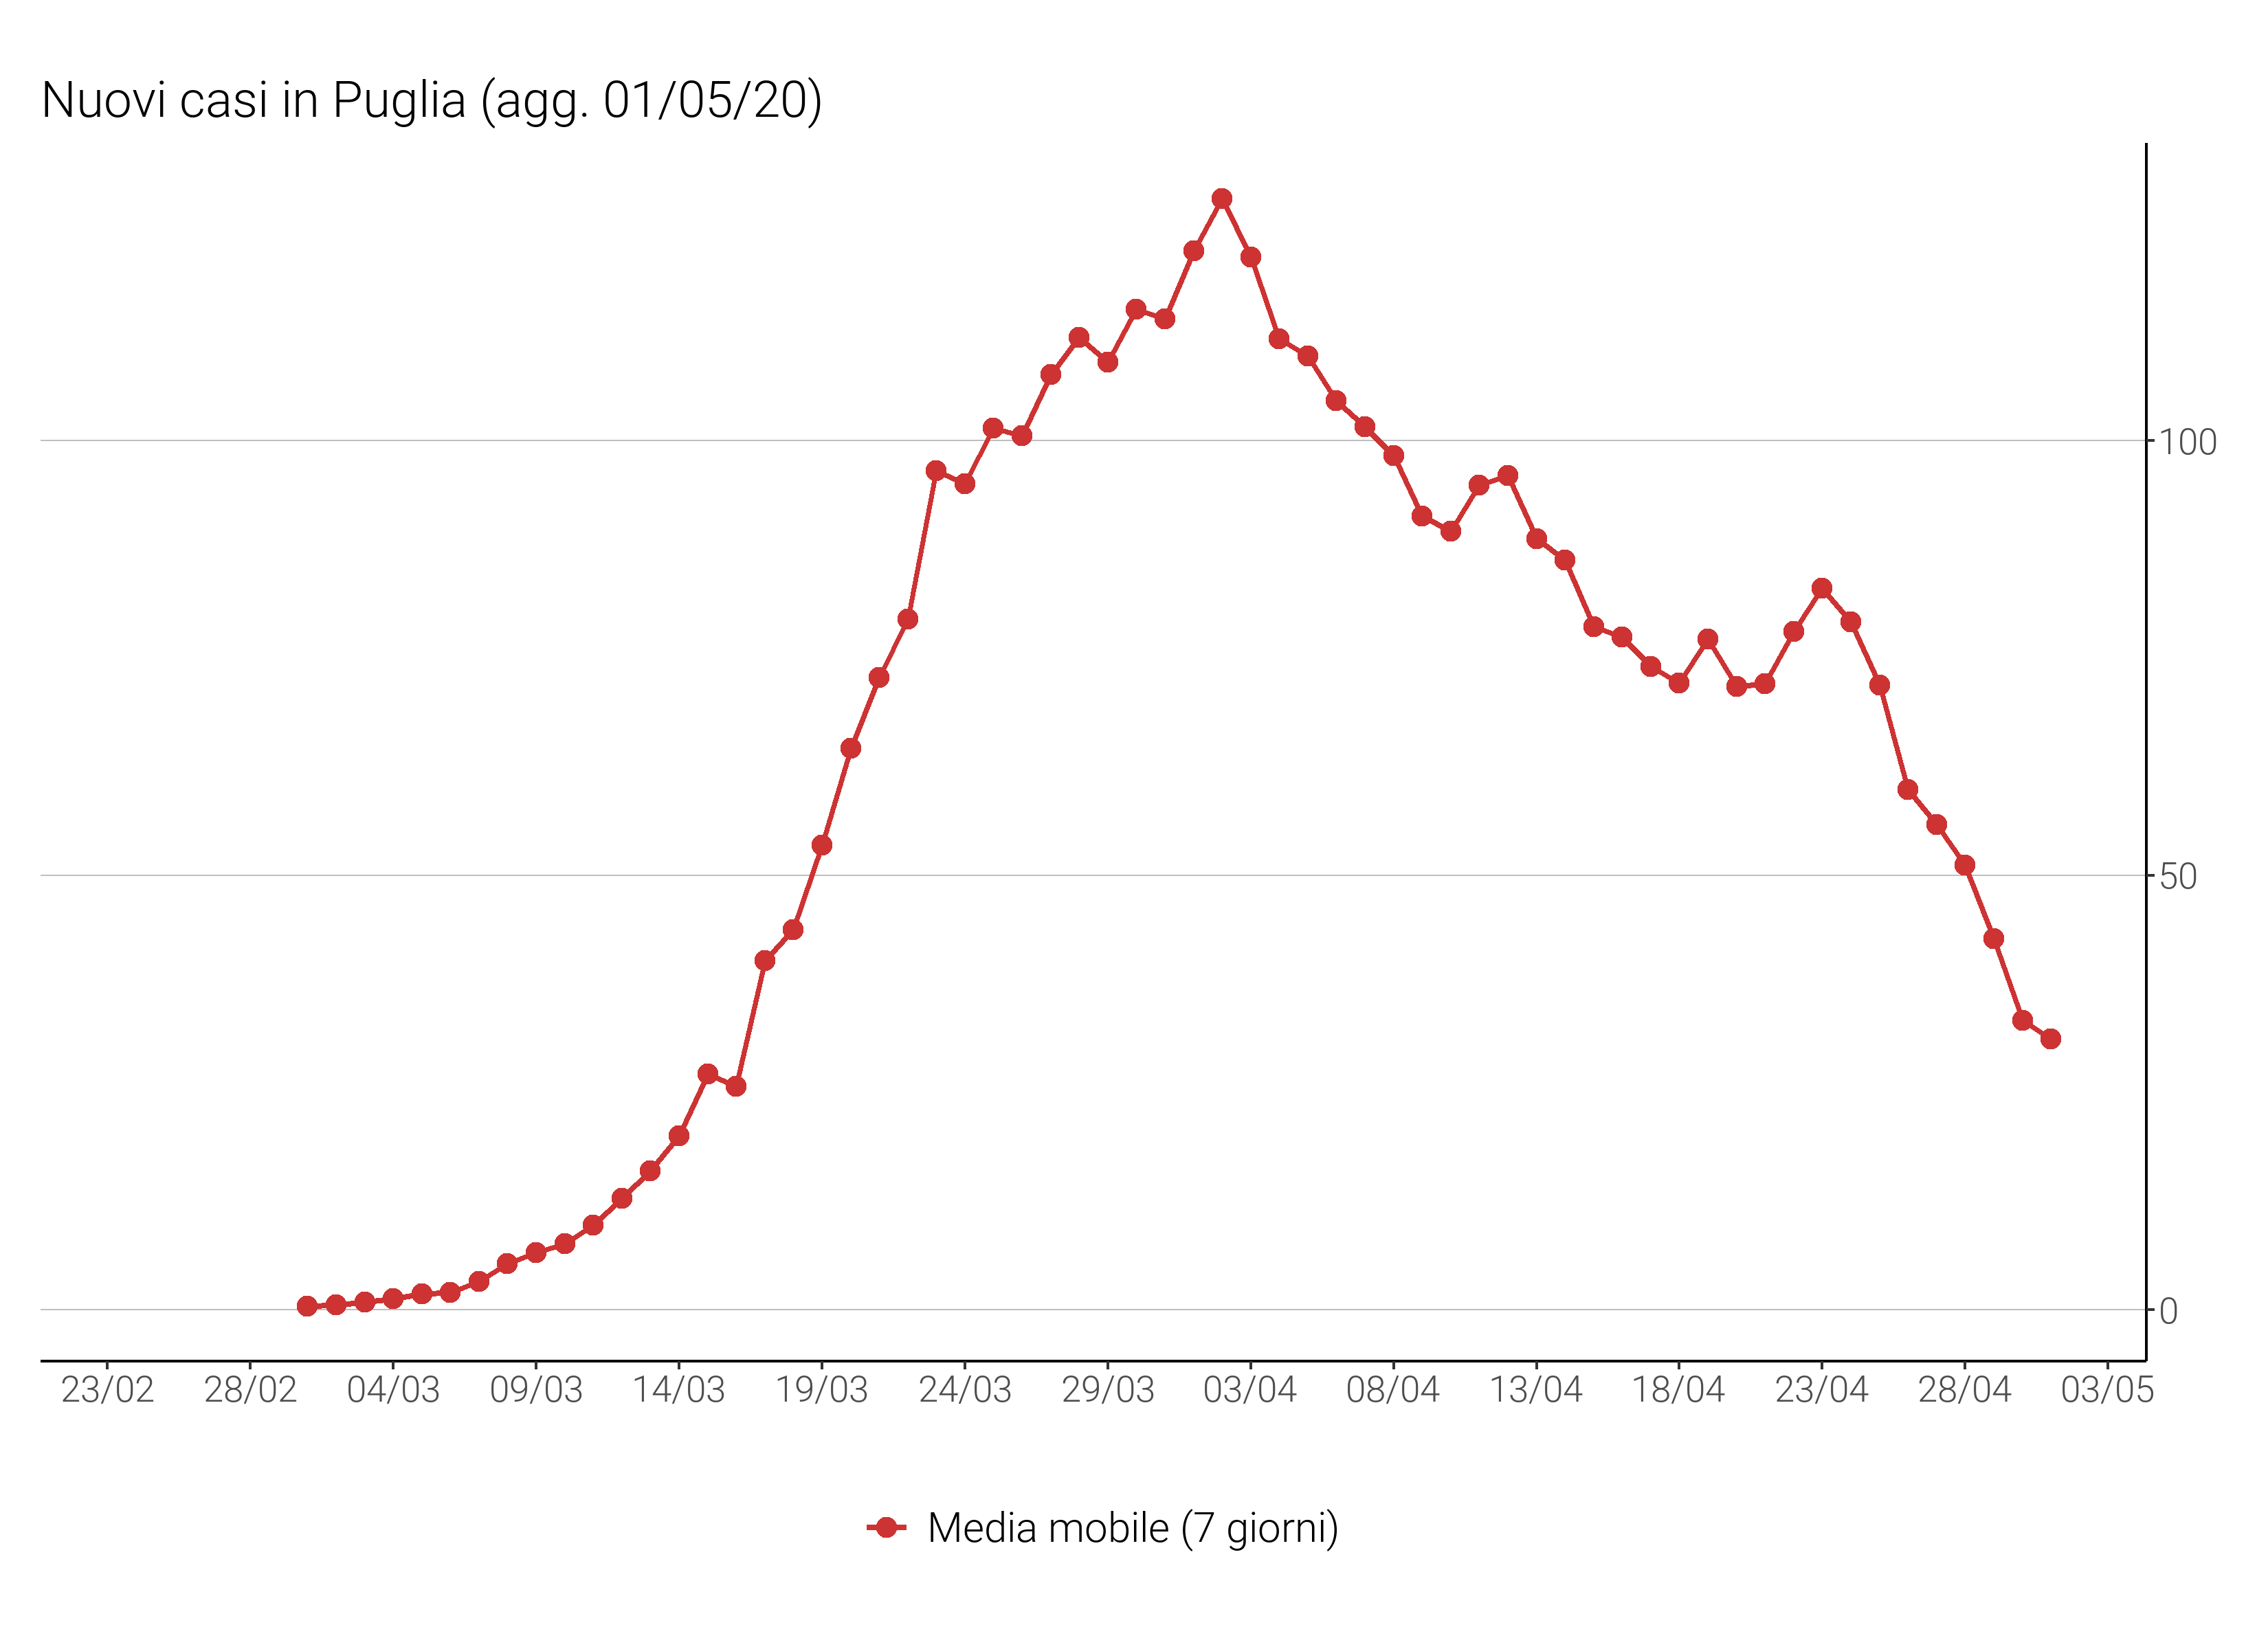 Nuovi casi in Puglia (agg. 01/05/20)
100
50
0
23/02 28/02 04/03 09/03 14/03 19/03 24/03 29/03 03/04 08/04 13/04 18/04 23/04 28/04 03/05
Media mobile (7 giorni)